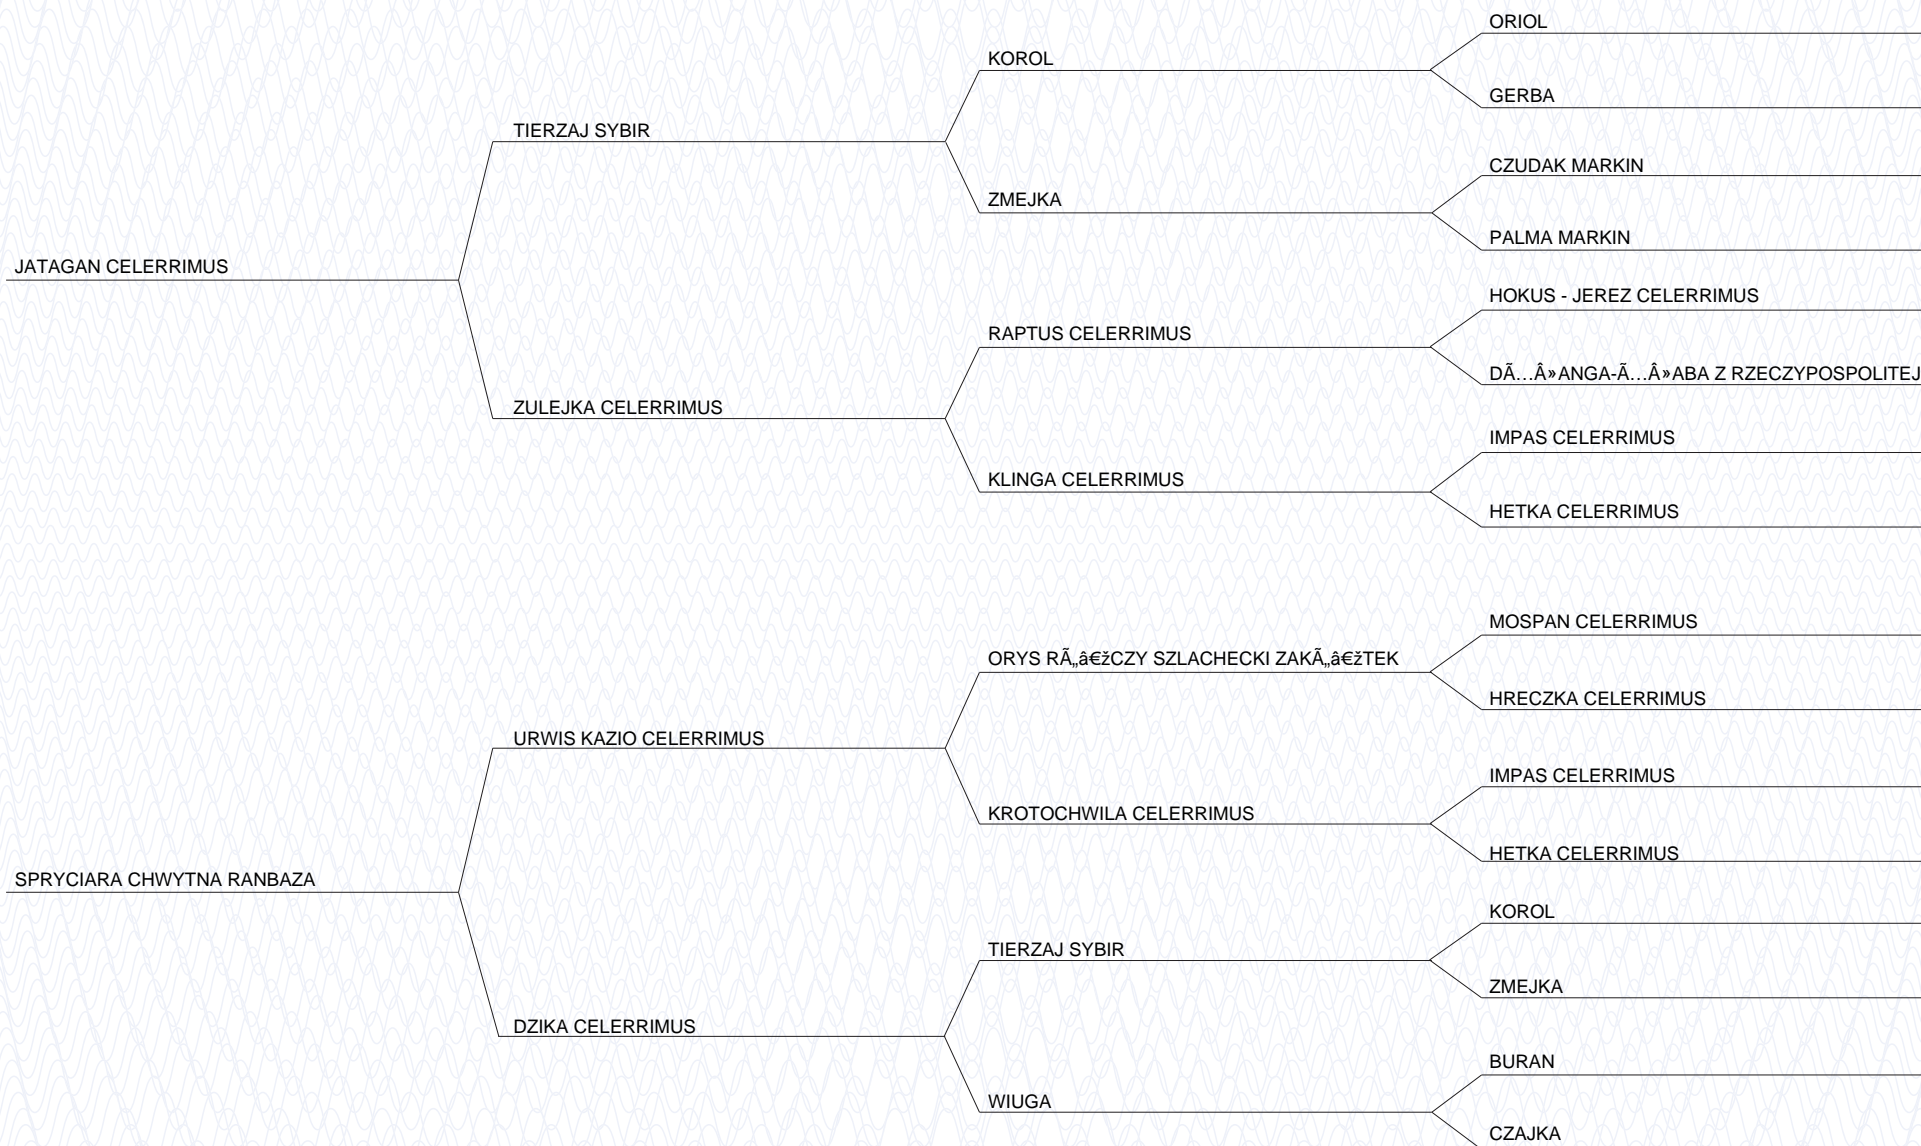 ORIOL
KOROL
GERBA
TIERZAJ SYBIR
CZUDAK MARKIN
ZMEJKA
PALMA MARKIN
JATAGAN CELERRIMUS
HOKUS - JEREZ CELERRIMUS
RAPTUS CELERRIMUS
DÃ…Â»ANGA-Ã…Â»ABA Z RZECZYPOSPOLITEJ
ZULEJKA CELERRIMUS
IMPAS CELERRIMUS
KLINGA CELERRIMUS
HETKA CELERRIMUS
MOSPAN CELERRIMUS
ORYS RÃ„â€žCZY SZLACHECKI ZAKÃ„â€žTEK
HRECZKA CELERRIMUS
URWIS KAZIO CELERRIMUS
IMPAS CELERRIMUS
KROTOCHWILA CELERRIMUS
HETKA CELERRIMUS
SPRYCIARA CHWYTNA RANBAZA
KOROL
TIERZAJ SYBIR
ZMEJKA
DZIKA CELERRIMUS
BURAN
WIUGA
CZAJKA